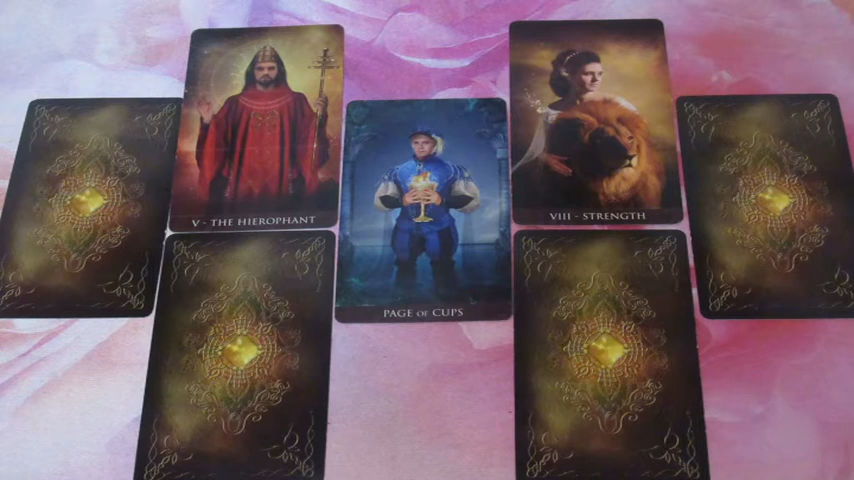 V - THE HIEROPHANT
VIII - STRENGTH
PAGE OF CUPS